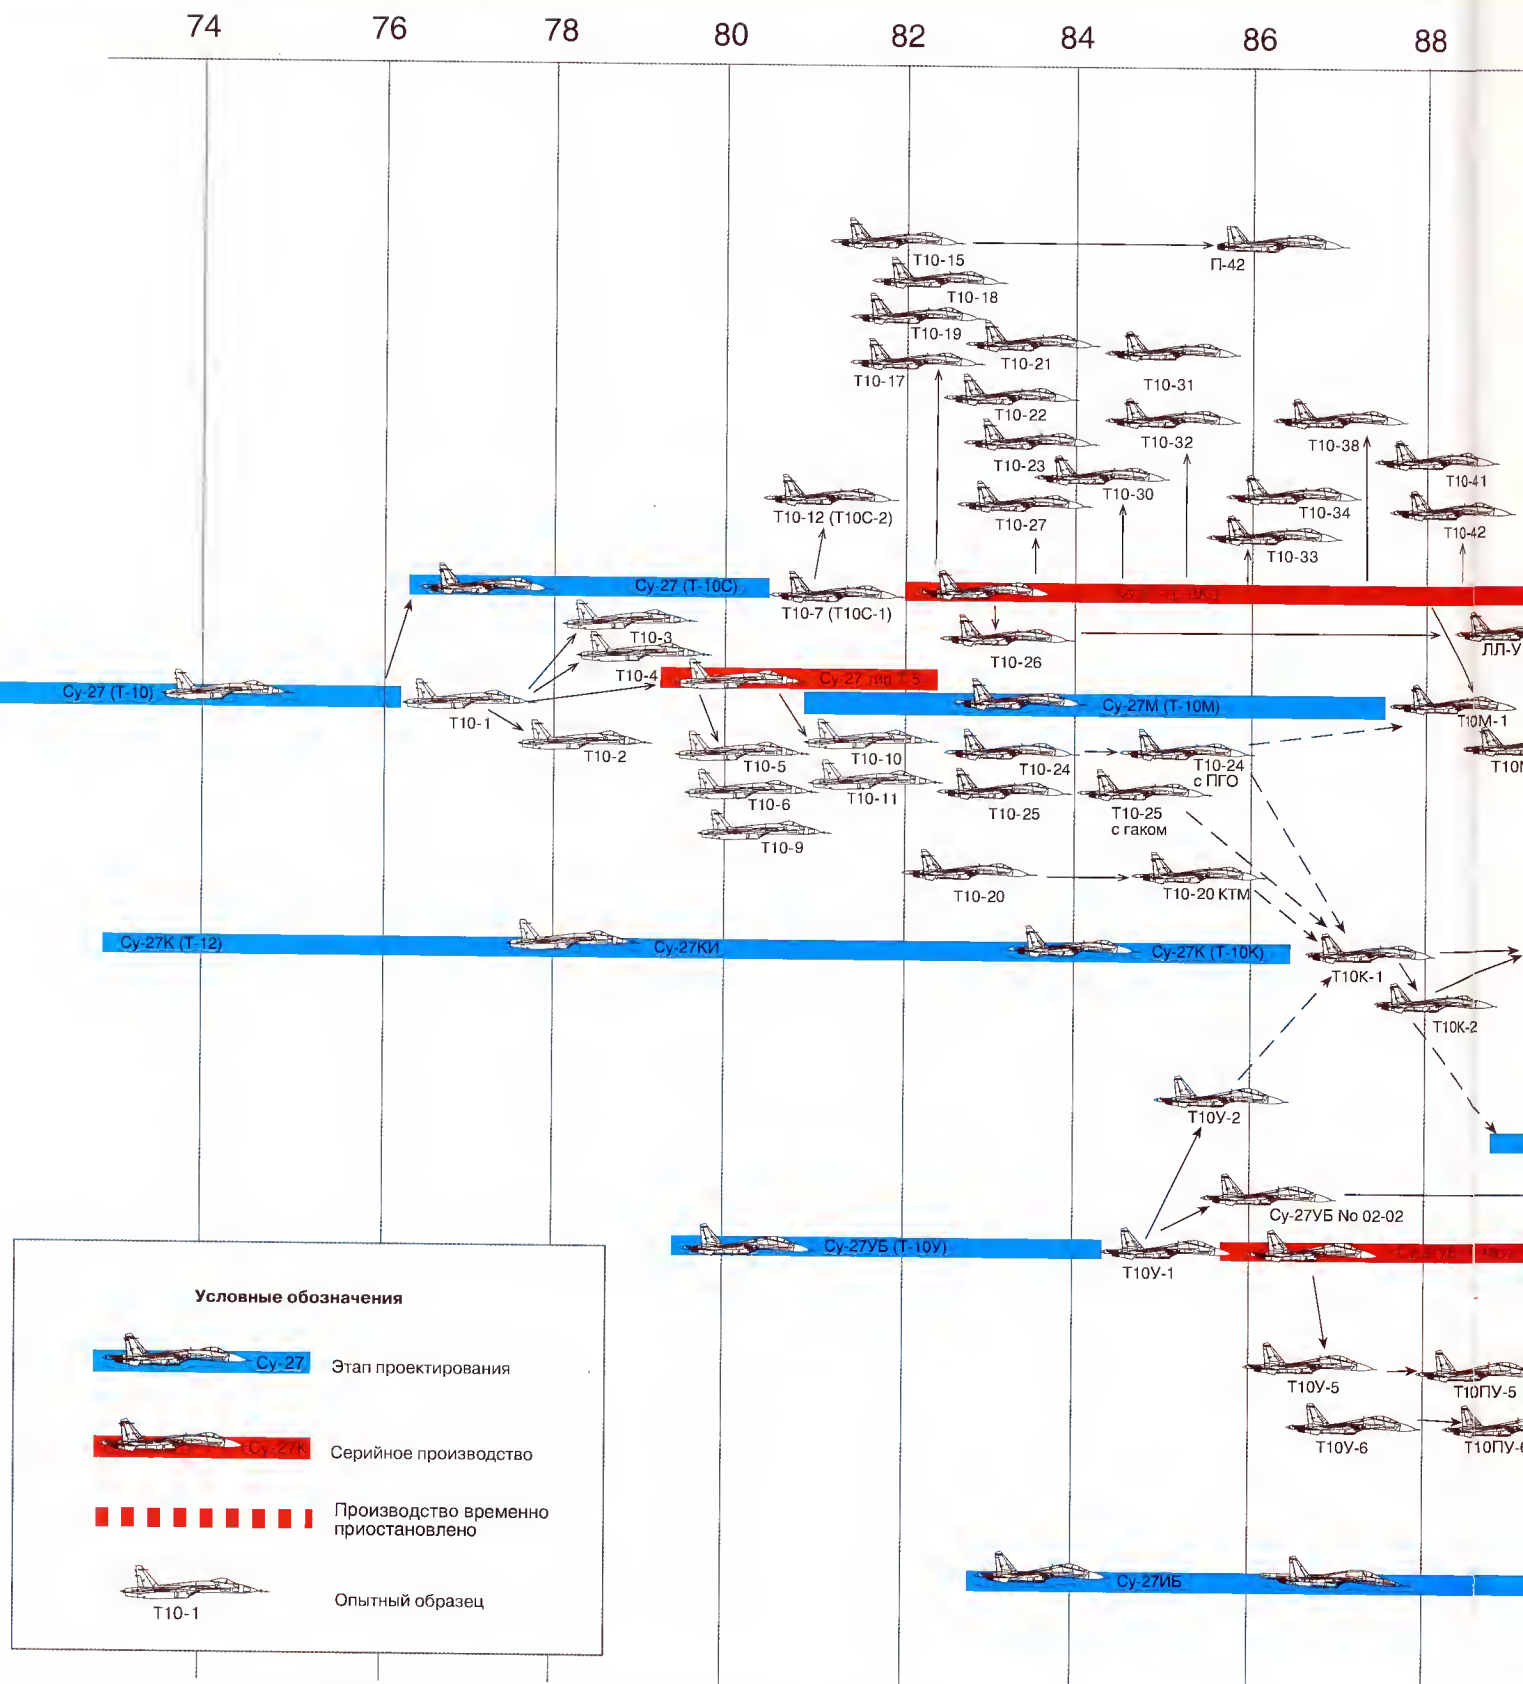 74 76 78 80 82 84 86 88
Т10-15
П-42
Т10-18
Т10-19
Т10-21
Т10-17
Т10-31
Т10-22
Т10-32
Т10-38
Т10-23
Т10-41
Т10-30
Т10-12 (Т10С-2)
Т10-27
Т10-34
Т10-42
Т10-33
Су-27 (Т-10С)
Т10-7 (Т10С-1)
Т10-3
Т10-26
ЛЛ-У
Т10-4
Су-27 тип Т-5
Су-27 (Т-10)
Су-27М (Т-10М)
Т10-1
Т10М-1
Т10-2
Т10-5
Т10-10
Т10-24
Т10-24
с ПГО
Т10-6
Т10-11
Т10-25
Т10-25
с гаком
Т10-9
Т10-20
Т10-20 КТМ
Су-27К (Т-12)
Су-27КИ
Су-27К (Т-10К)
Т10К-1
Т10К-2
Т10У-2
Су-27УБ No 02-02
Су-27УБ (Т-10У)
Т10У-1
Условные обозначения
Су-27
Этап проектирования
Т10У-5
Т10ПУ-5
Су-27К
Серийное производство
Т10У-6
Т10ПУ-6
Производство временно
приостановлено
Су-27ИБ
Т10-1
Опытный образец